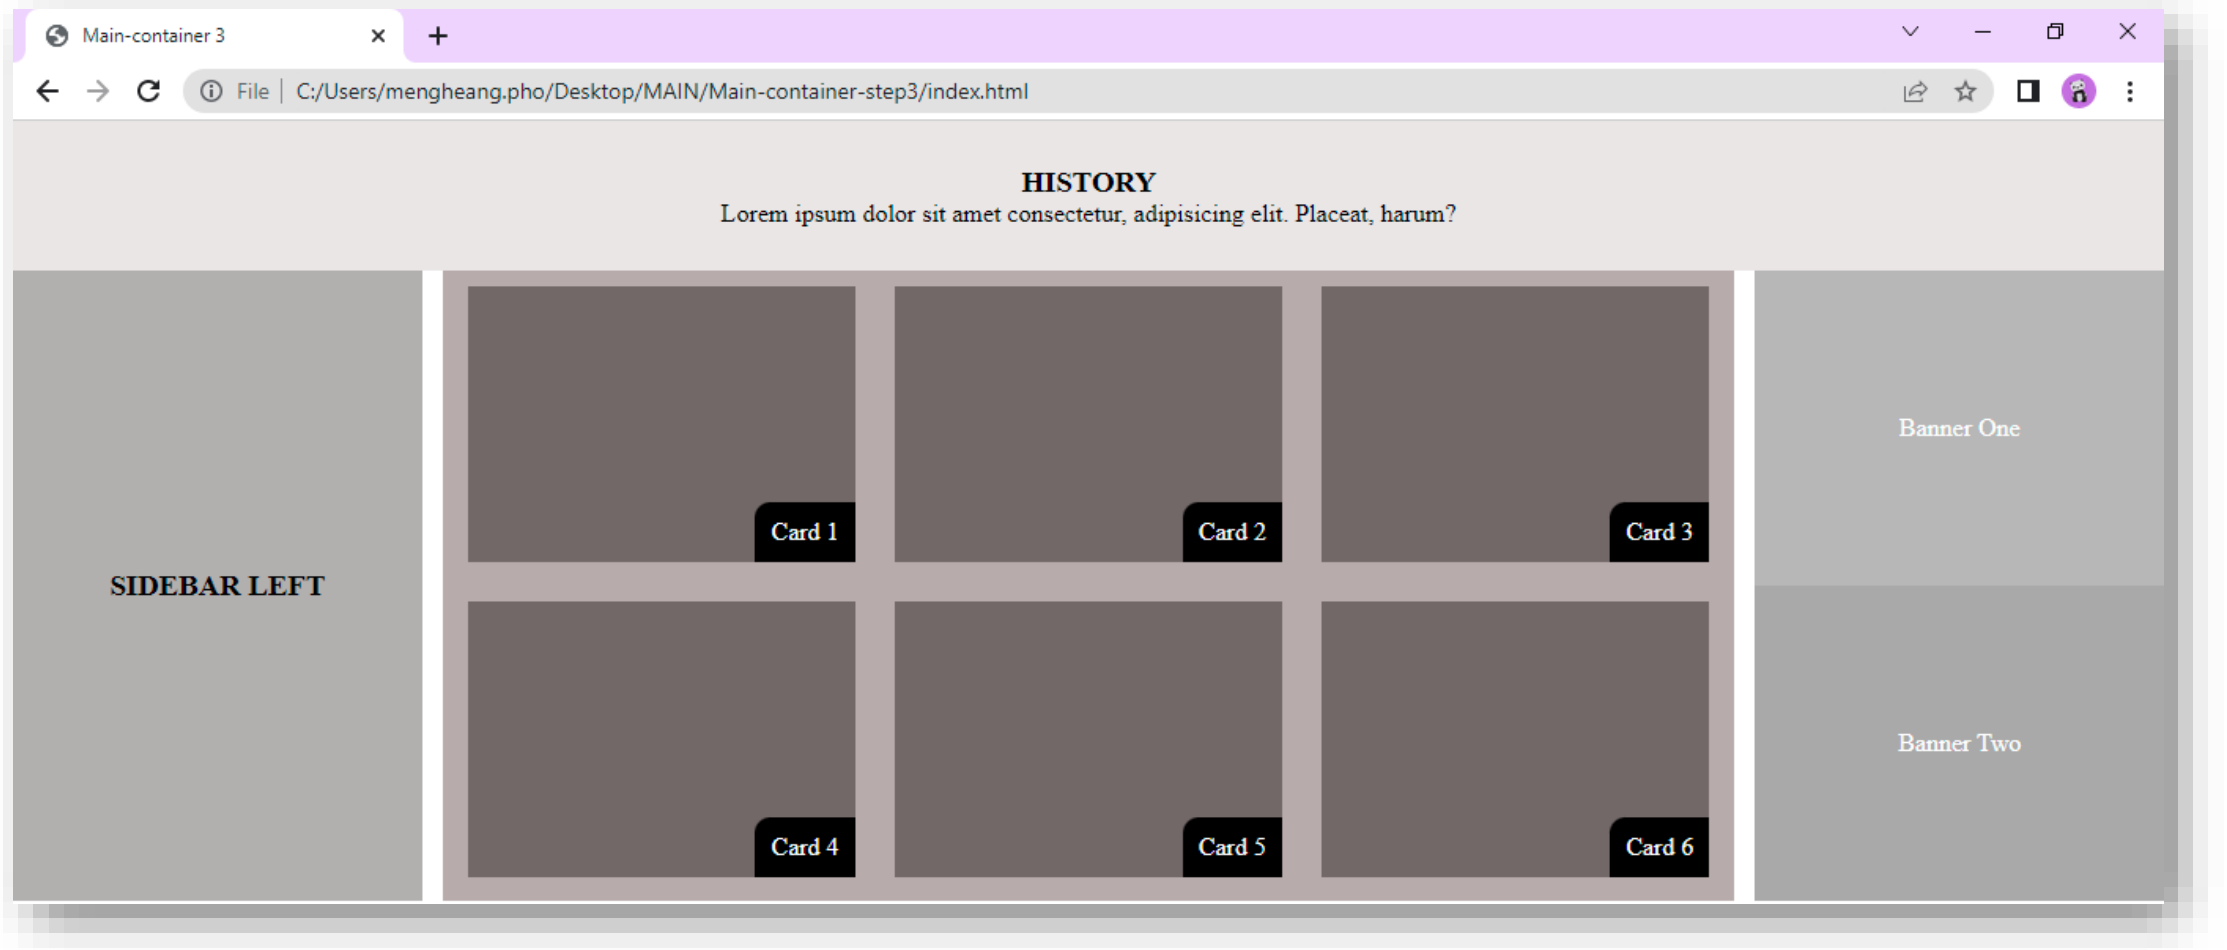 Main-container 3
File | C:/Users/mengheang.pho/Desktop/MAIN/Main-container-step3/index.html
HISTORY
Lorem ipsum dolor sit amet consectetur, adipisicing elit. Placeat, harum?
SIDEBAR LEFT
Card 1
Card 2
Card 3
Card 4
Card 5
Card 6
Banner One
Banner Two